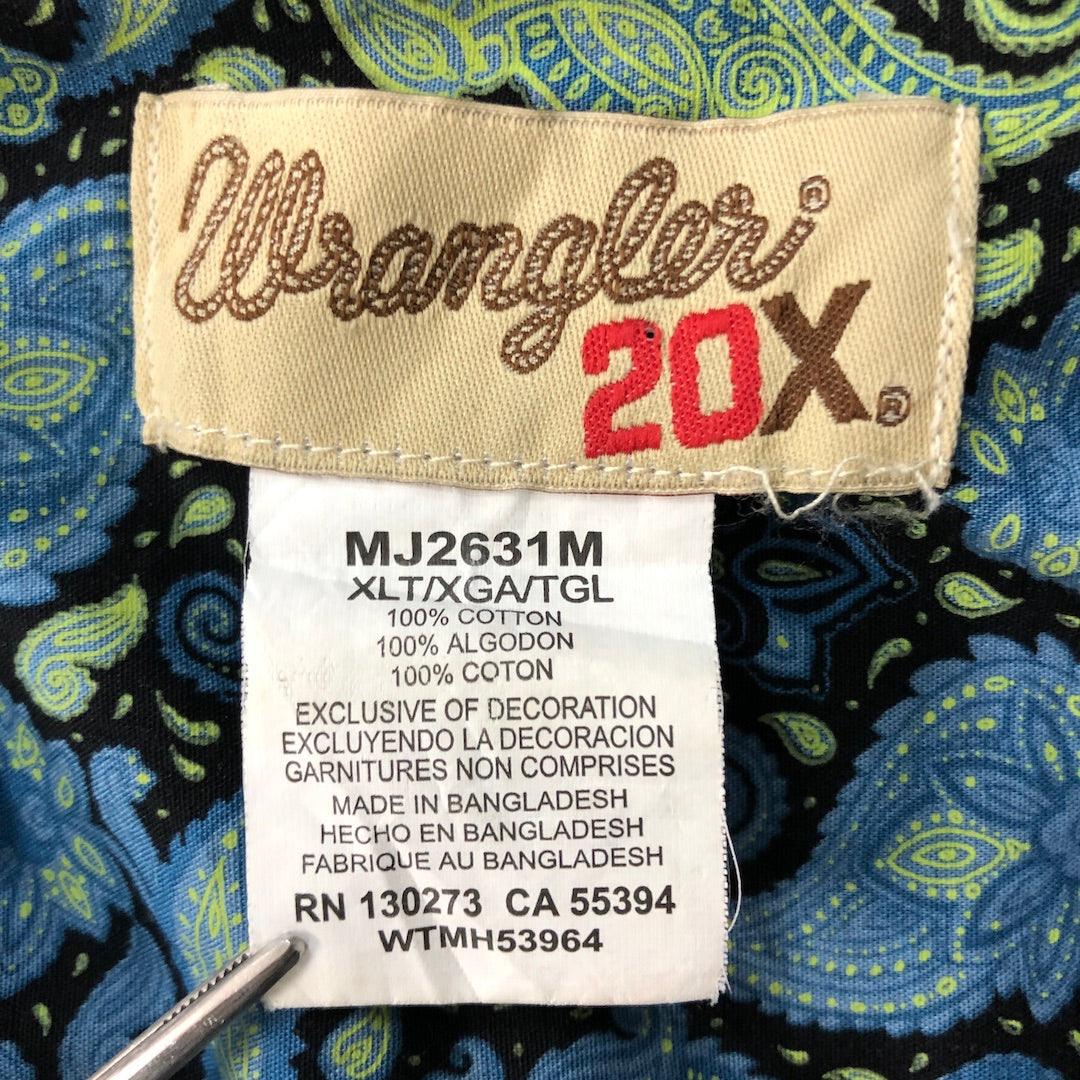 Wrangler®
20X®
MJ2631M
XLT/XGA/TGL
100% COTTON
100% ALGODON
100% COTON
EXCLUSIVE OF DECORATION
EXCLUYENDO LA DECORACION
GARNITURES NON COMPRISES
MADE IN BANGLADESH
HECHO EN BANGLADESH
FABRIQUE AU BANGLADESH
RN 130273 CA 55394
WTMH53964